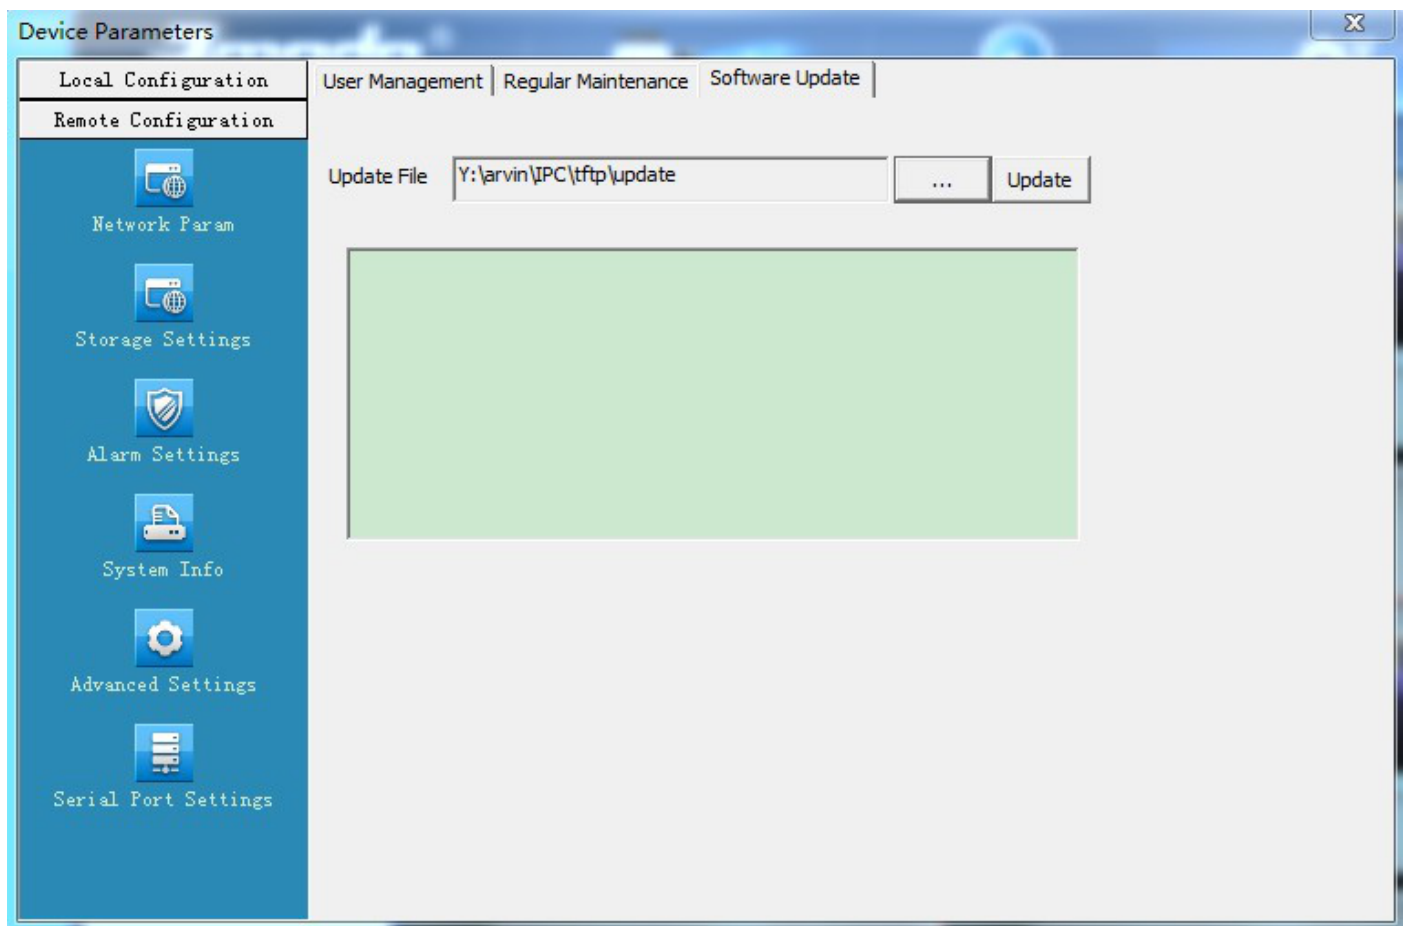 Device Parameters
Local Configuration
Remote Configuration
Network Param
Storage Settings
Alarm Settings
System Info
Advanced Settings
Serial Port Settings
User Management
Regular Maintenance
Software Update
Update File
Y:\arvin\IPC\tftp\update
...
Update